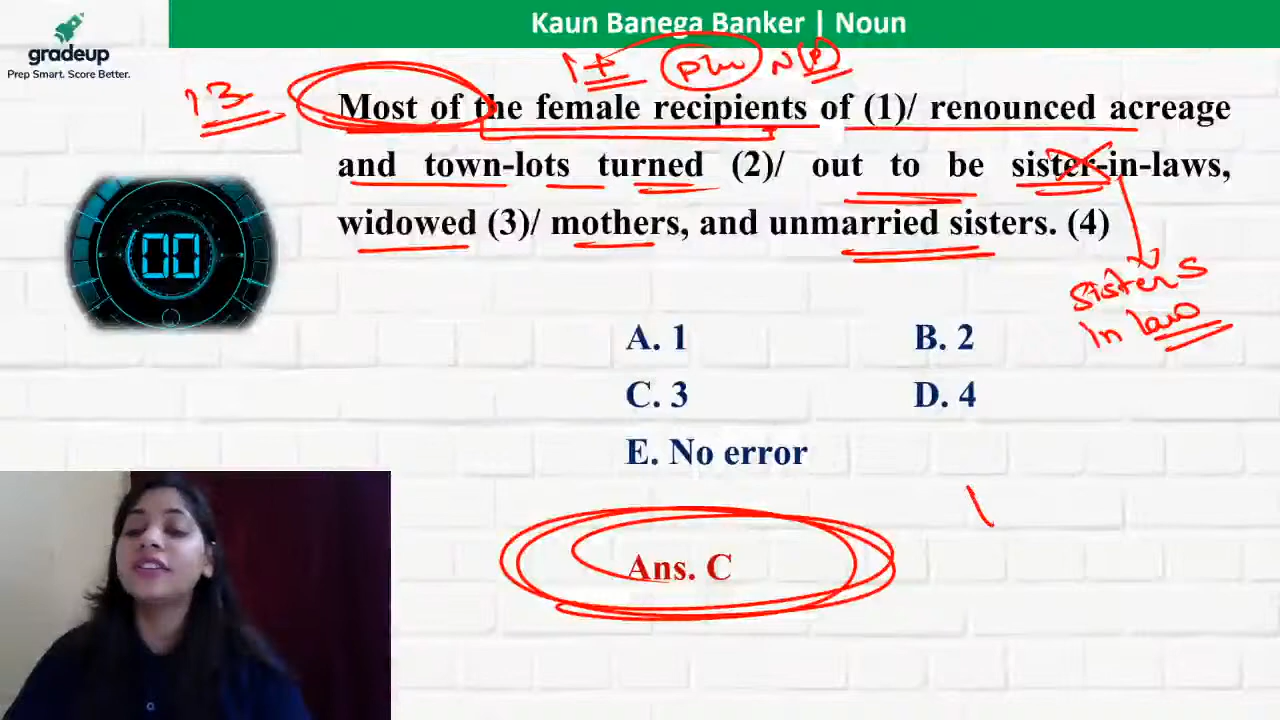 Kaun Banega Banker | Noun
gradeup
Prep Smart. Score Better.
1+ plu N(P)
13
Most of the female recipients of (1)/ renounced acreage
and town-lots turned (2)/ out to be sister-in-laws,
widowed (3)/ mothers, and unmarried sisters. (4)
00
sisters
in law
A. 1
B. 2
C. 3
D. 4
E. No error
Ans. C